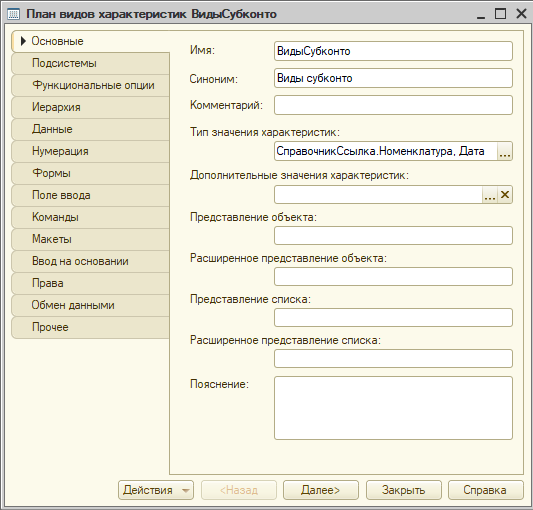 План видов характеристик ВидыСубконто
Основные
Подсистемы
Функциональные опции
Иерархия
Данные
Нумерация
Формы
Поле ввода
Команды
Макеты
Ввод на основании
Права
Обмен данными
Прочее
Имя: ВидыСубконто
Синоним: Виды субконто
Комментарий:
Тип значения характеристик:
СправочникСсылка.Номенклатура, Дата ...
Дополнительные значения характеристик:
...
Представление объекта:
Расширенное представление объекта:
Представление списка:
Расширенное представление списка:
Пояснение:
Действия <Назад Далее> Закрыть Справка